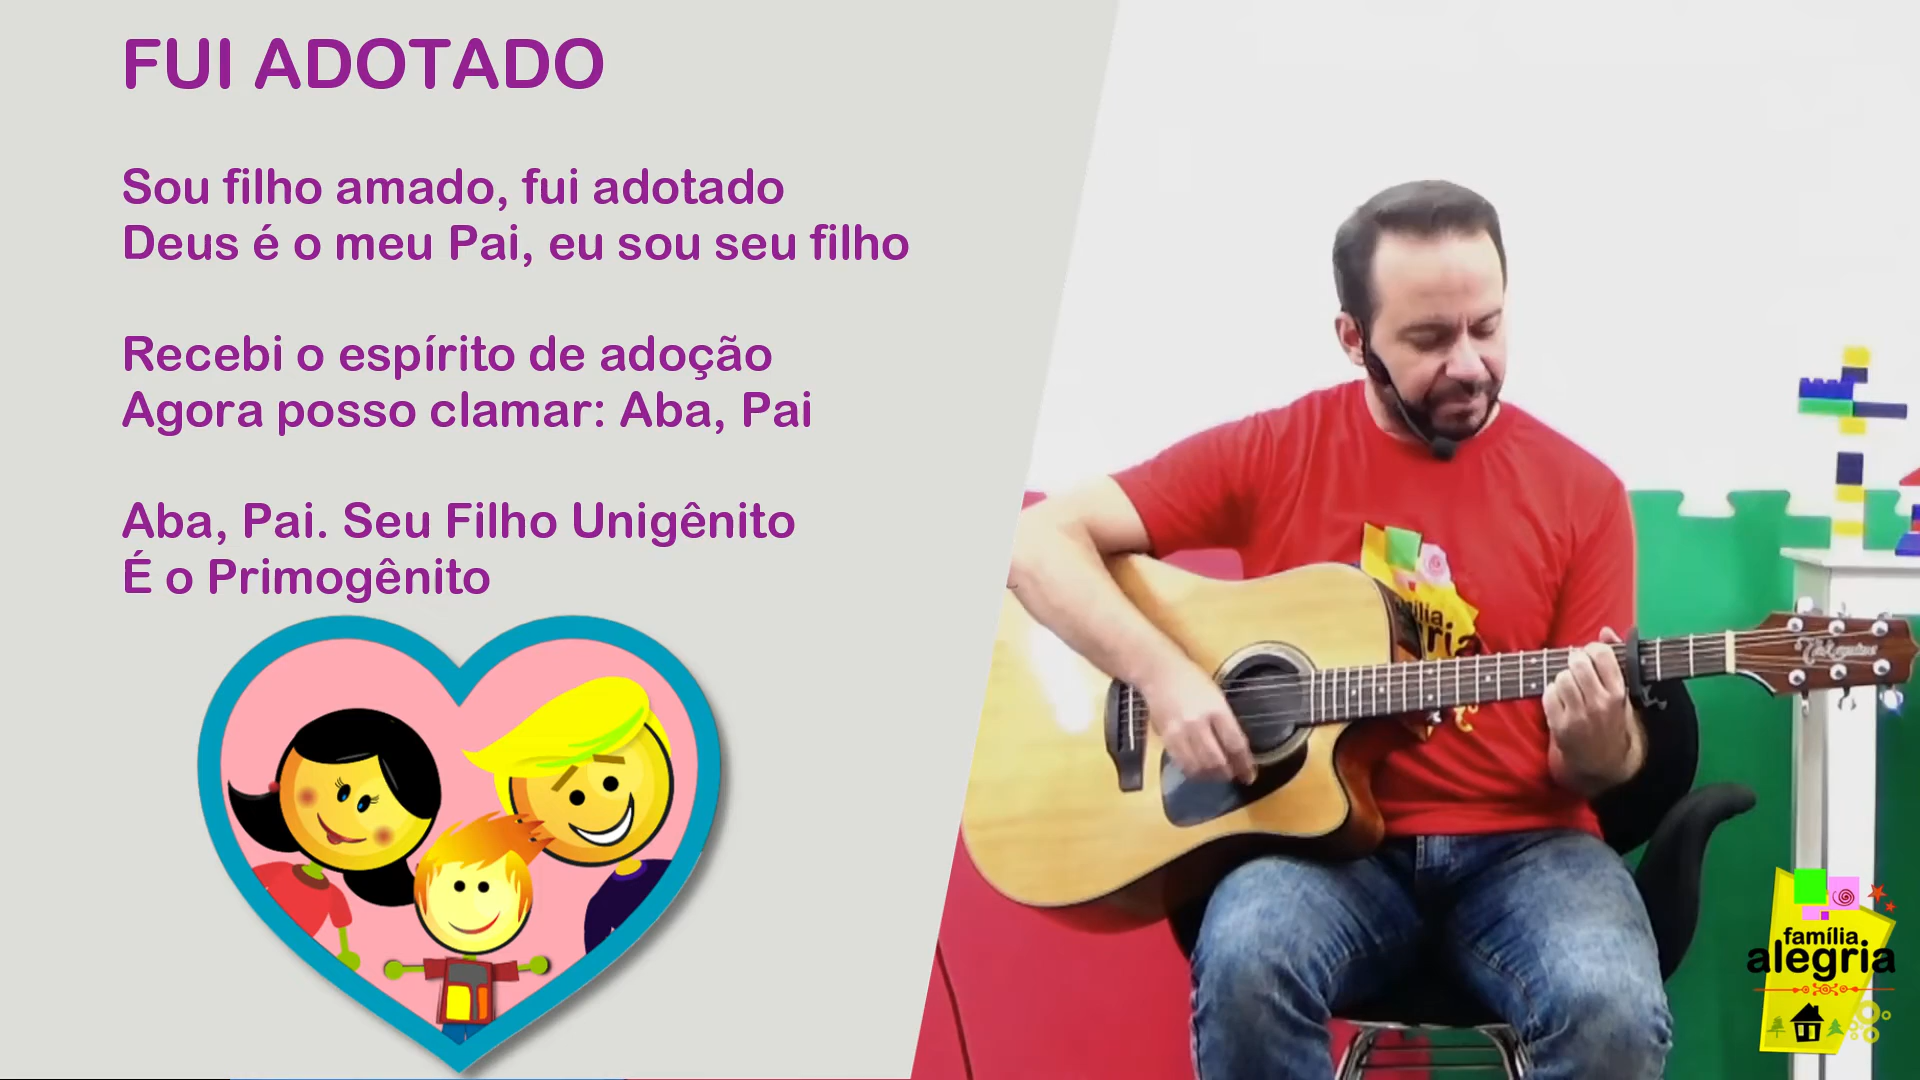 FUI ADOTADO
Sou filho amado, fui adotado
Deus é o meu Pai, eu sou seu filho
Recebi o espírito de adoção
Agora posso clamar: Aba, Pai
Aba, Pai. Seu Filho Unigênito
É o Primogênito
família
alegria